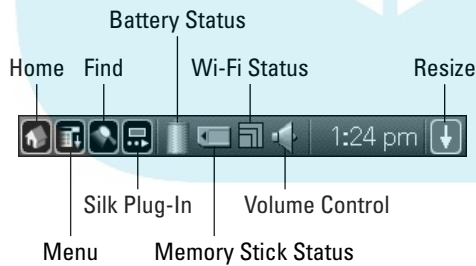 Battery Status
Home Find Wi-Fi Status Resize
1:24 pm
Silk Plug-In Volume Control
Menu Memory Stick Status